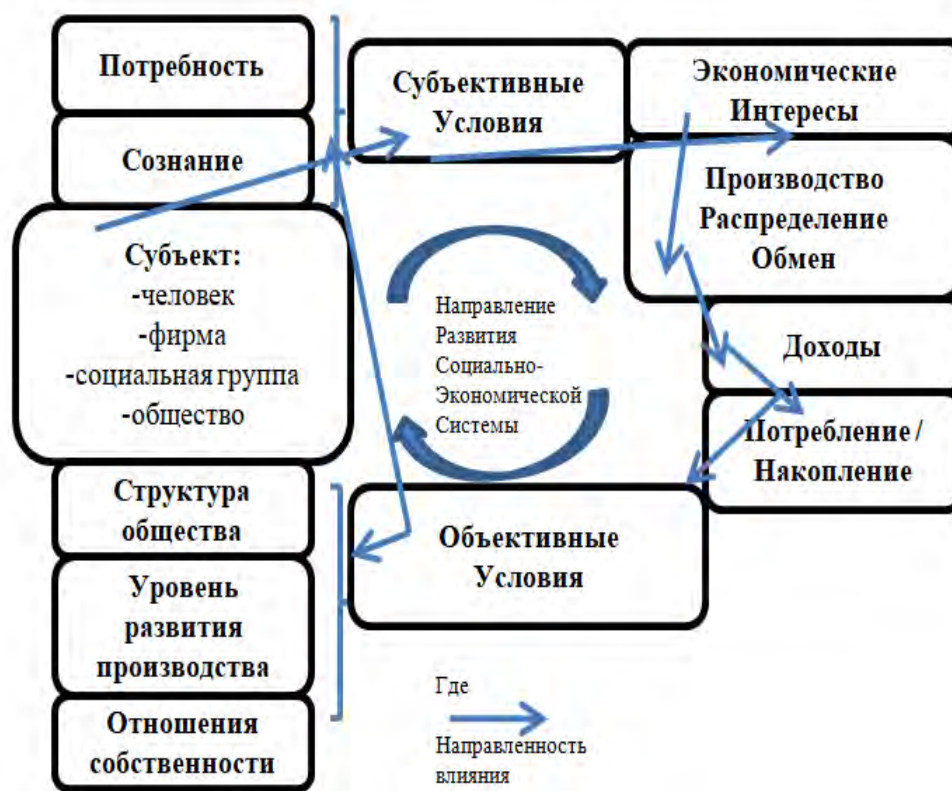 Потребность
Сознание
Субъект:
-человек
-фирма
-социальная группа
-общество
Структура
общества
Уровень
развития
производства
Отношения
собственности
Субъективные
Условия
Экономические
Интересы
Производство
Распределение
Обмен
Доходы
Потребление /
Накопление
Направление
Развития
Социально-
Экономической
Системы
Объективные
Условия
Где
Направленность
влияния